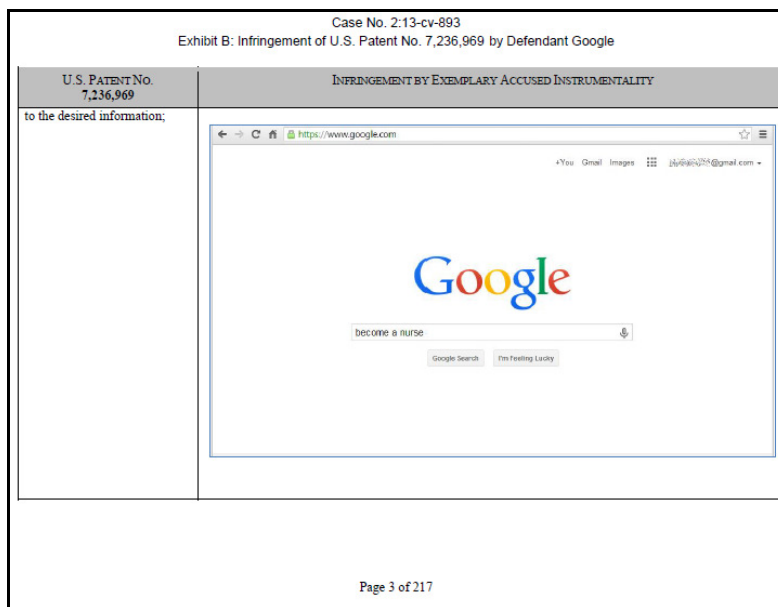 Case No. 2:13-cv-893
Exhibit B: Infringement of U.S. Patent No. 7,236,969 by Defendant Google
U.S. PATENT NO.
7,236,969
INFRINGEMENT BY EXEMPLARY ACCUSED INSTRUMENTALITY
to the desired information;
https://www.google.com
+You Gmail Images @gmail.com
Google
become a nurse
Google Search I'm Feeling Lucky
Page 3 of 217